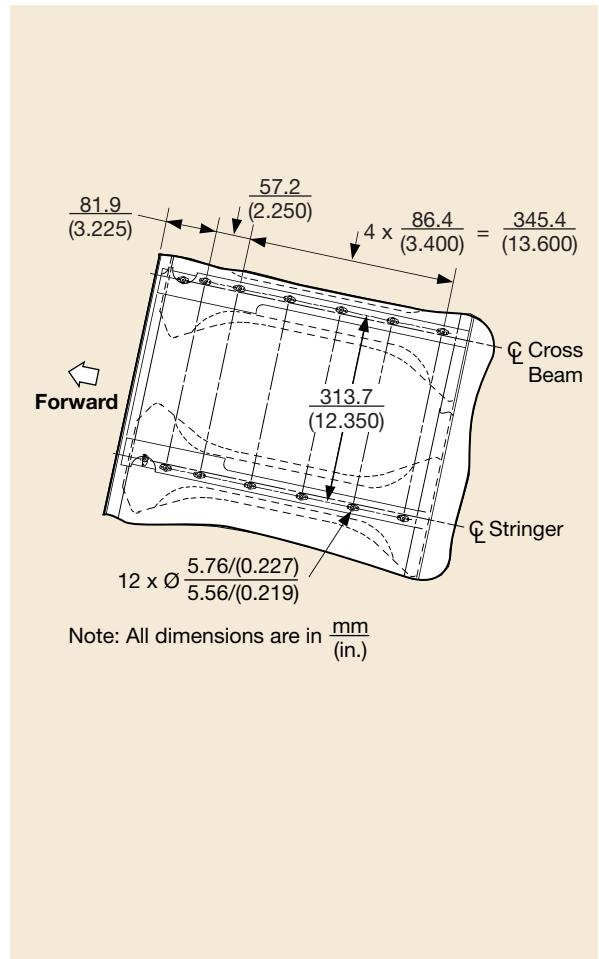 81.9
(3.225)
57.2
(2.250)
4 x 86.4 = 345.4
(3.400) (13.600)
℄ Cross
Beam
Forward
313.7
(12.350)
℄ Stringer
12 x Ø 5.76/(0.227)
5.56/(0.219)
Note: All dimensions are in mm
(in.)